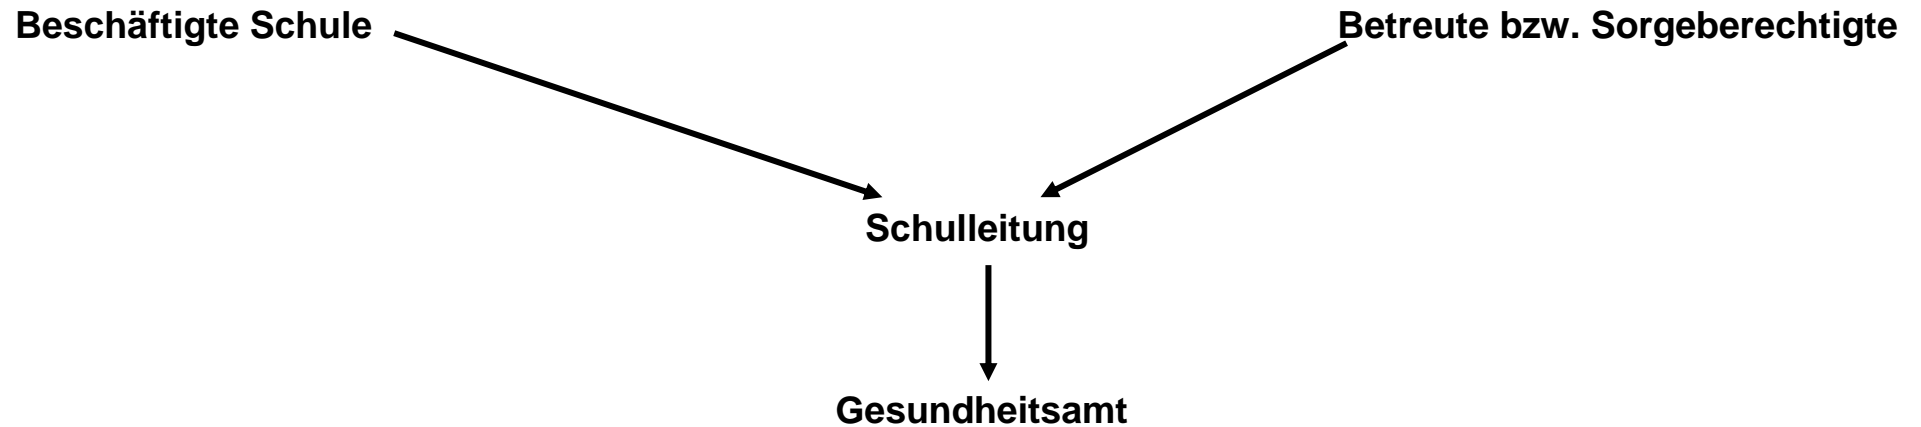 Beschäftigte Schule
Betreute bzw. Sorgeberechtigte
Schulleitung
Gesundheitsamt